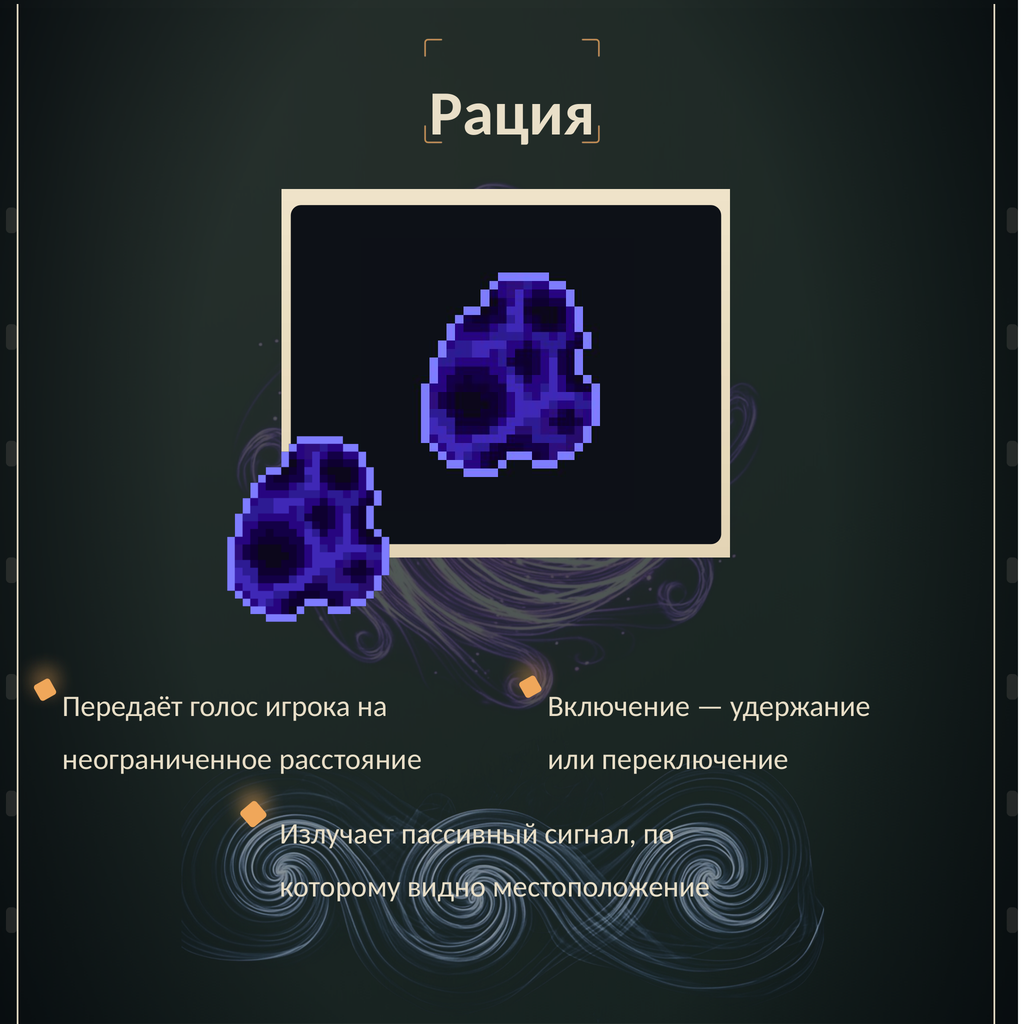 Рация
Передаёт голос игрока на
неограниченное расстояние
Включение — удержание
или переключение
Излучает пассивный сигнал, по
которому видно местоположение